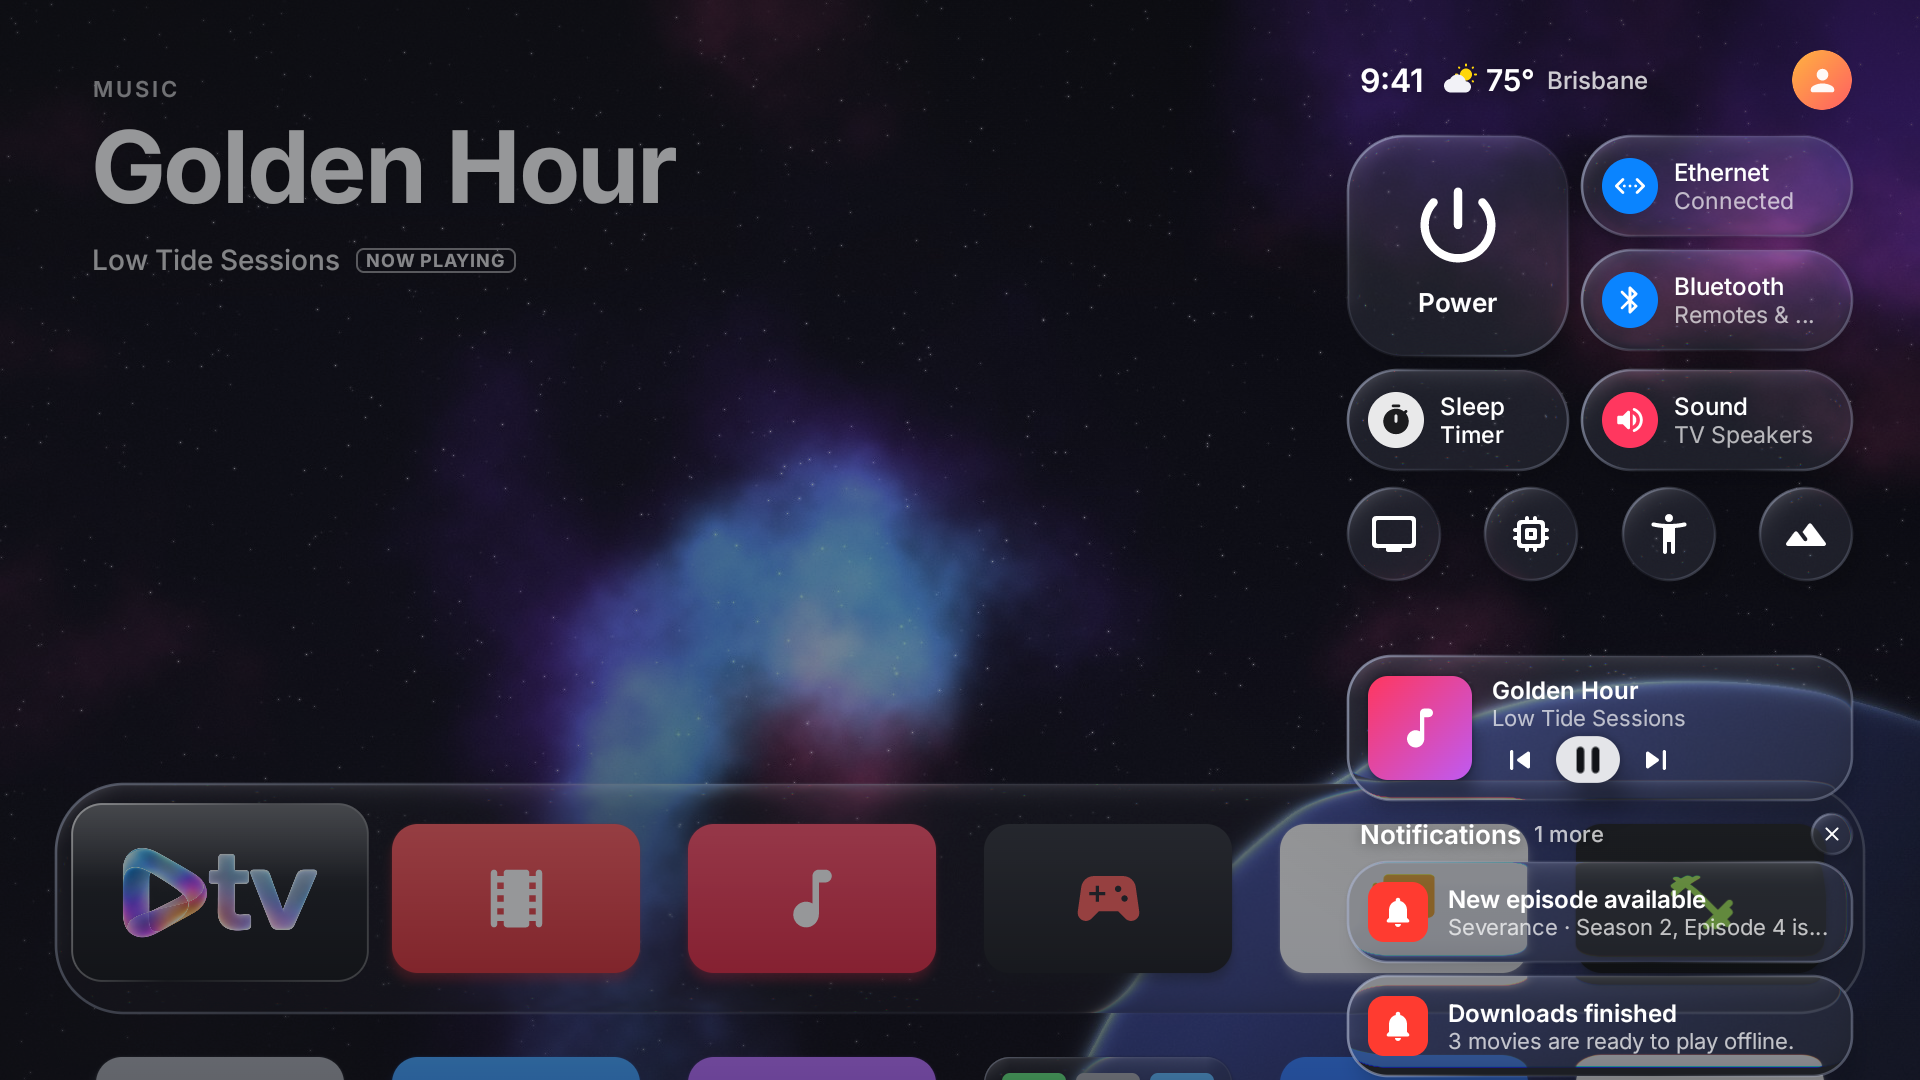 MUSIC
Golden Hour
Low Tide Sessions NOW PLAYING
9:41 75° Brisbane
Power
Ethernet
Connected
Bluetooth
Remotes & ...
Sleep
Timer
Sound
TV Speakers
Golden Hour
Low Tide Sessions
tv
Notifications 1 more
New episode available
Severance · Season 2, Episode 4 is...
Downloads finished
3 movies are ready to play offline.